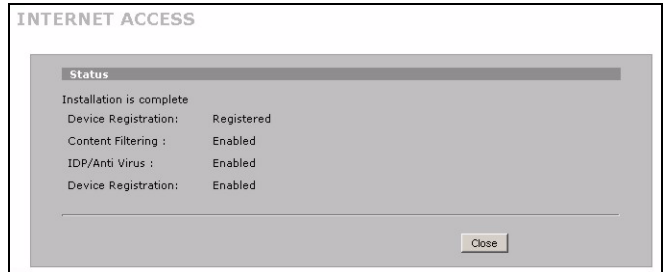 INTERNET ACCESS
Status
Installation is complete
Device Registration: Registered
Content Filtering : Enabled
IDP/Anti Virus : Enabled
Device Registration: Enabled
Close